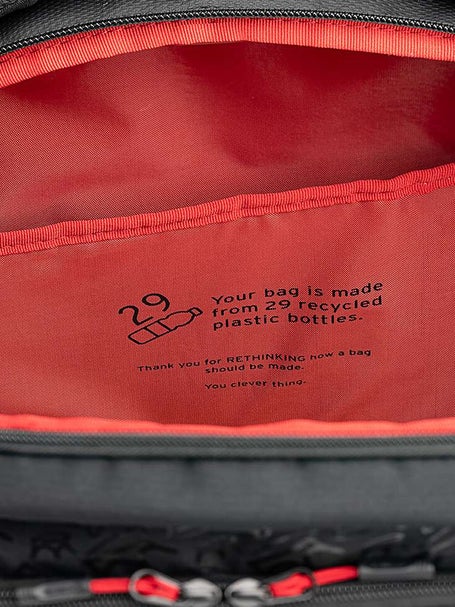 29
Your bag is made
from 29 recycled
plastic bottles.
Thank you for RETHINKING how a bag
should be made.
You clever thing.